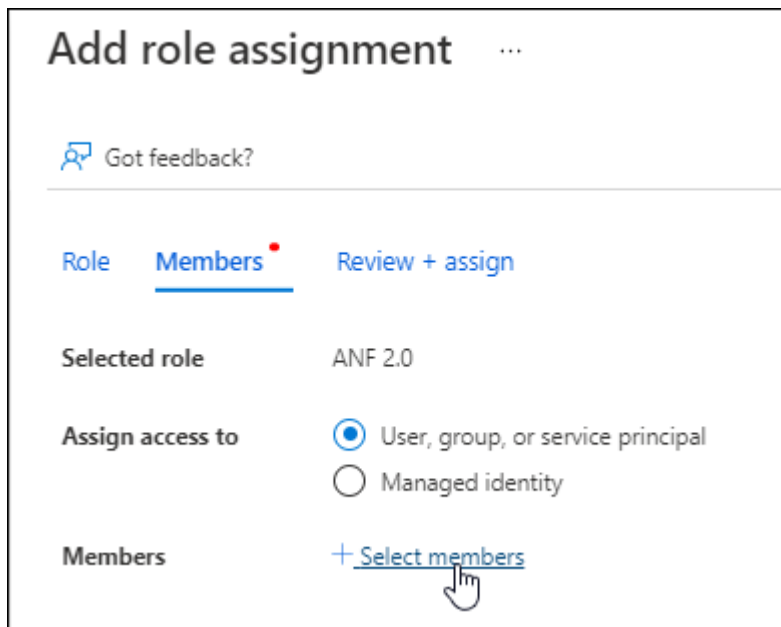 Add role assignment ...
Got feedback?
Role Members Review + assign
Selected role ANF 2.0
Assign access to User, group, or service principal
Managed identity
Members + Select members